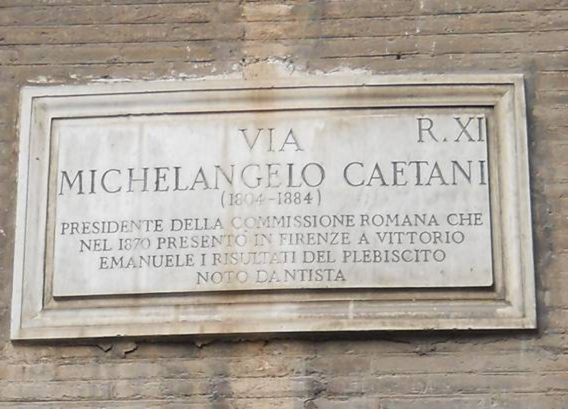 VIA R. XI
MICHELANGELO CAETANI
(1804-1884)
PRESIDENTE DELLA COMMISSIONE ROMANA CHE
NEL 1870 PRESENTÒ IN FIRENZE A VITTORIO
EMANUELE I RISULTATI DEL PLEBISCITO
NOTO DANTISTA